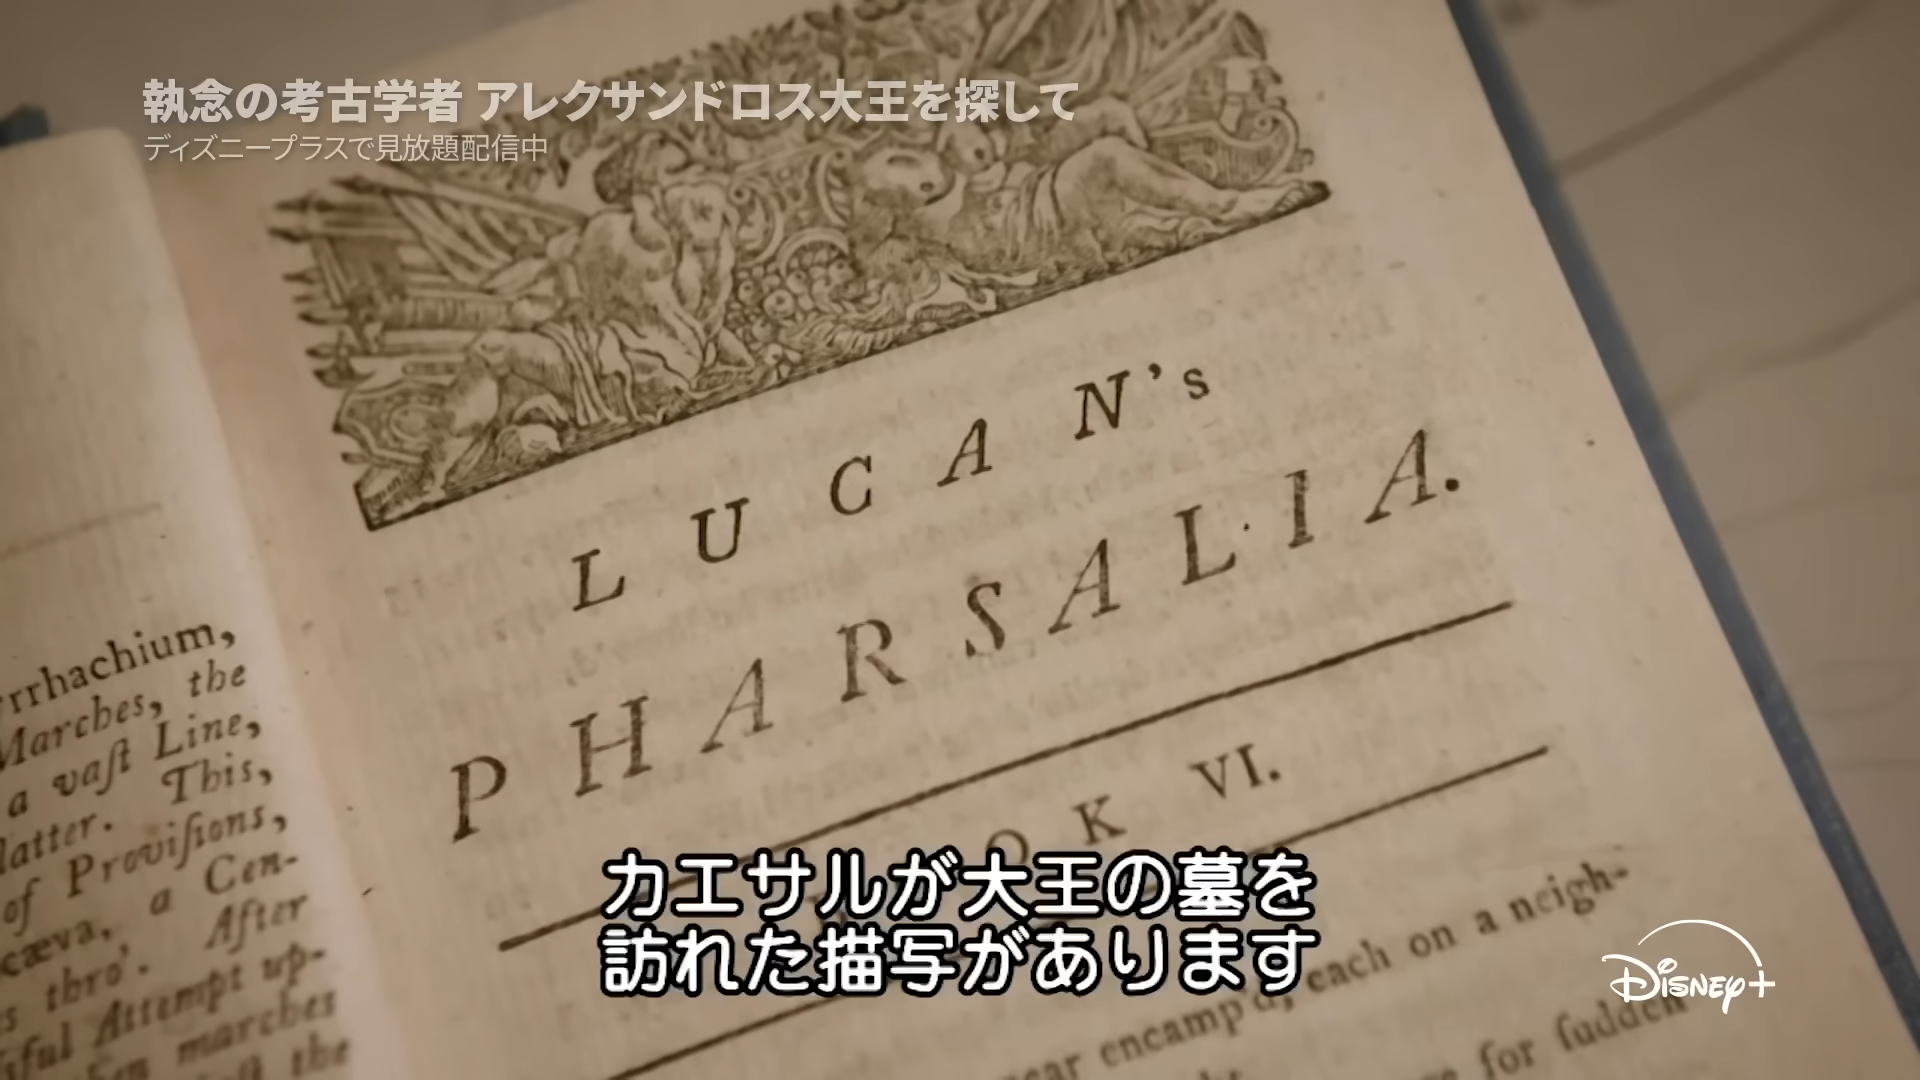 執念の考古学者 アレクサンドロス大王を探して
ディズニープラスで見放題配信中
rrhachium,
Marches, the
a vaſt Line,
latter. This,
of Proviſions,
cæva, a Cen-
thro'. After
ſful Attempt up-
marches
the
LUCAN's
PHARSALIA.
OK VI.
each on a neigh-
encamp'd,
for ſudden
カエサルが大王の墓を
訪れた描写があります
Disney+